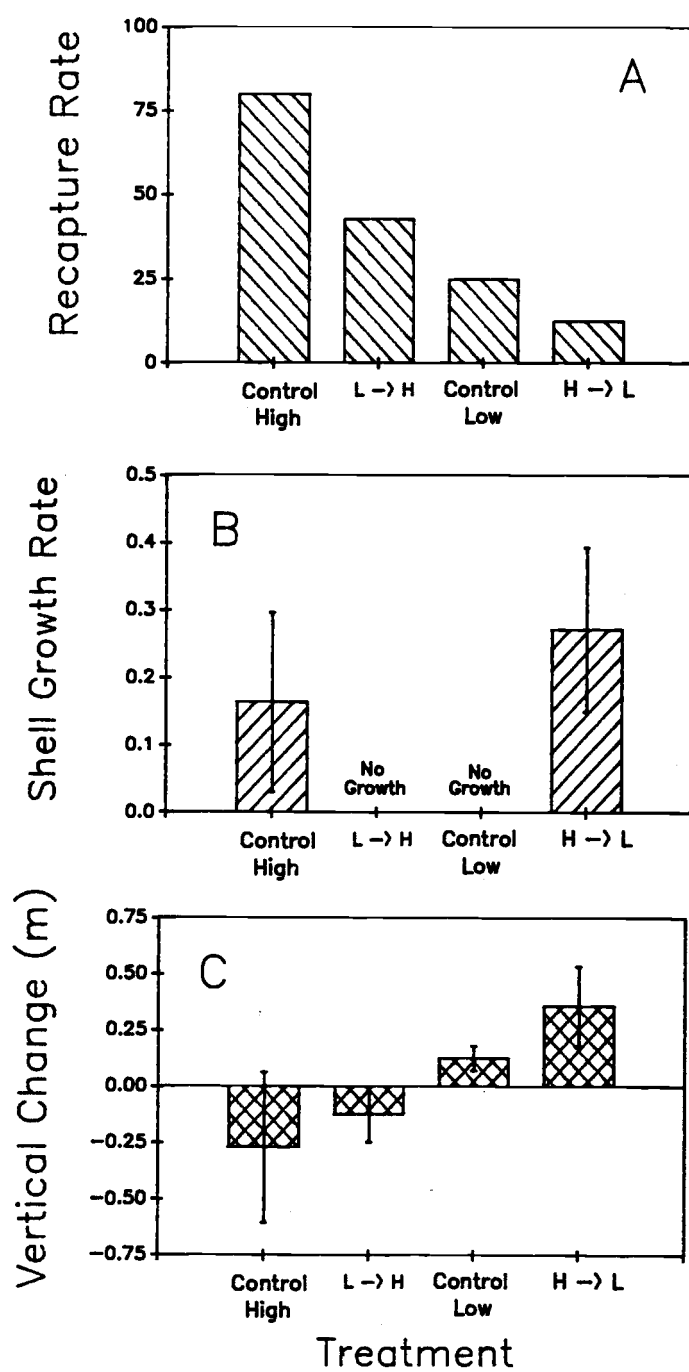 Recapture Rate
100
75
50
25
0
A
Control
High
L -> H
Control
Low
H -> L
Shell Growth Rate
0.5
0.4
0.3
0.2
0.1
0.0
B
No
Growth
No
Growth
Control
High
L -> H
Control
Low
H -> L
Vertical Change (m)
0.75
0.50
0.25
0.00
-0.25
-0.50
-0.75
C
Control
High
L -> H
Control
Low
H -> L
Treatment